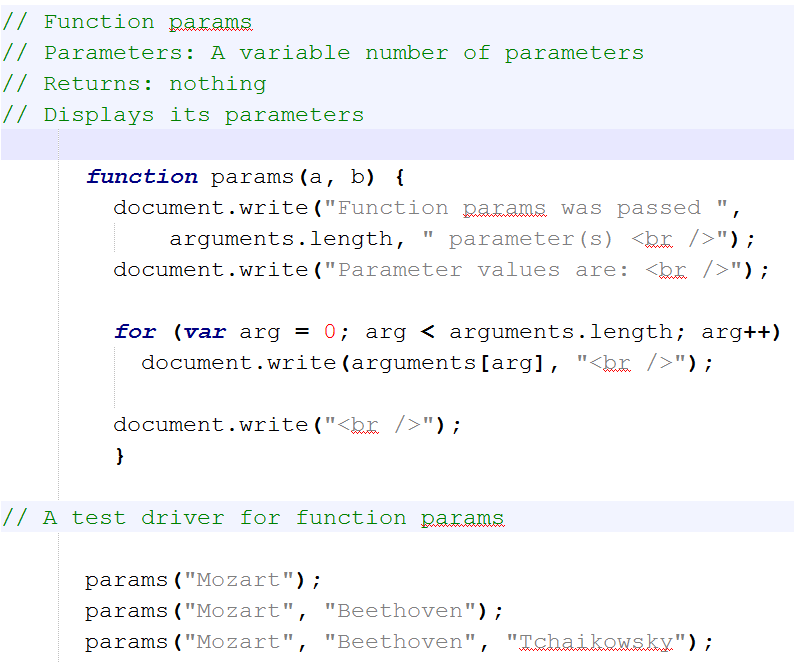 // Function params
// Parameters: A variable number of parameters
// Returns: nothing
// Displays its parameters
function params(a, b) {
document.write("Function params was passed ",
arguments.length, " parameter(s) <br />");
document.write("Parameter values are: <br />");
for (var arg = 0; arg < arguments.length; arg++)
document.write(arguments[arg], "<br />");
document.write("<br />");
}
// A test driver for function params
params("Mozart");
params("Mozart", "Beethoven");
params("Mozart", "Beethoven", "Tchaikowsky");